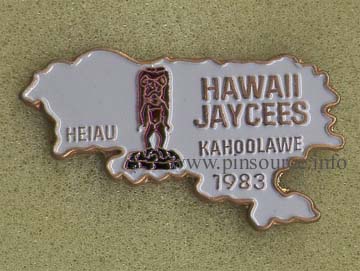 HAWAII
JAYCEES
HEIAU
KAHOOLAWE
www.pinsource.info
1983